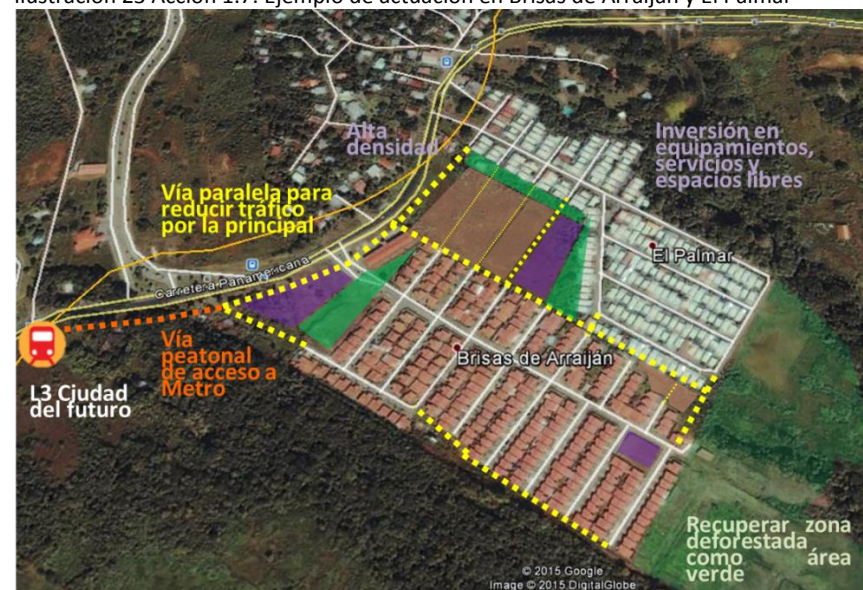 Ilustración 23 Acción 1.7: Ejemplo de actuación en Brisas de Arraiján y El Palmar
Alta
densidad
Inversión en
equipamientos,
servicios y
espacios libres
Vía paralela para
reducir tráfico
por la principal
El Palmar
Carretera Panamericana
Vía
peatonal
de acceso a
Metro
Brisas de Arraiján
L3 Ciudad
del futuro
Recuperar zona
deforestada
como área
verde
© 2015 Google
Image © 2015 DigitalGlobe